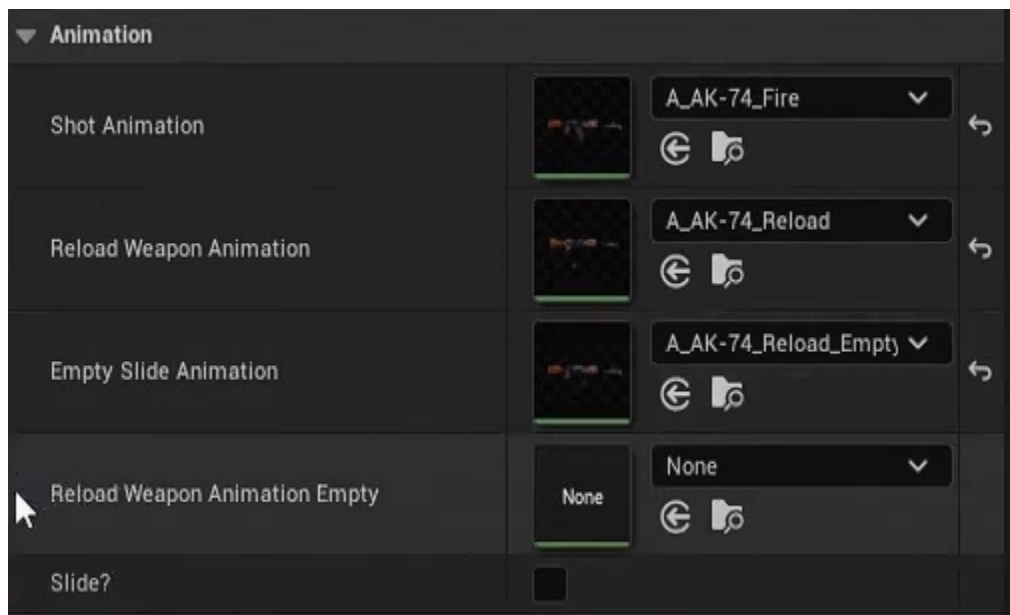 Animation
Shot Animation
A_AK-74_Fire
Reload Weapon Animation
A_AK-74_Reload
Empty Slide Animation
A_AK-74_Reload_Empty
Reload Weapon Animation Empty
None
None
Slide?